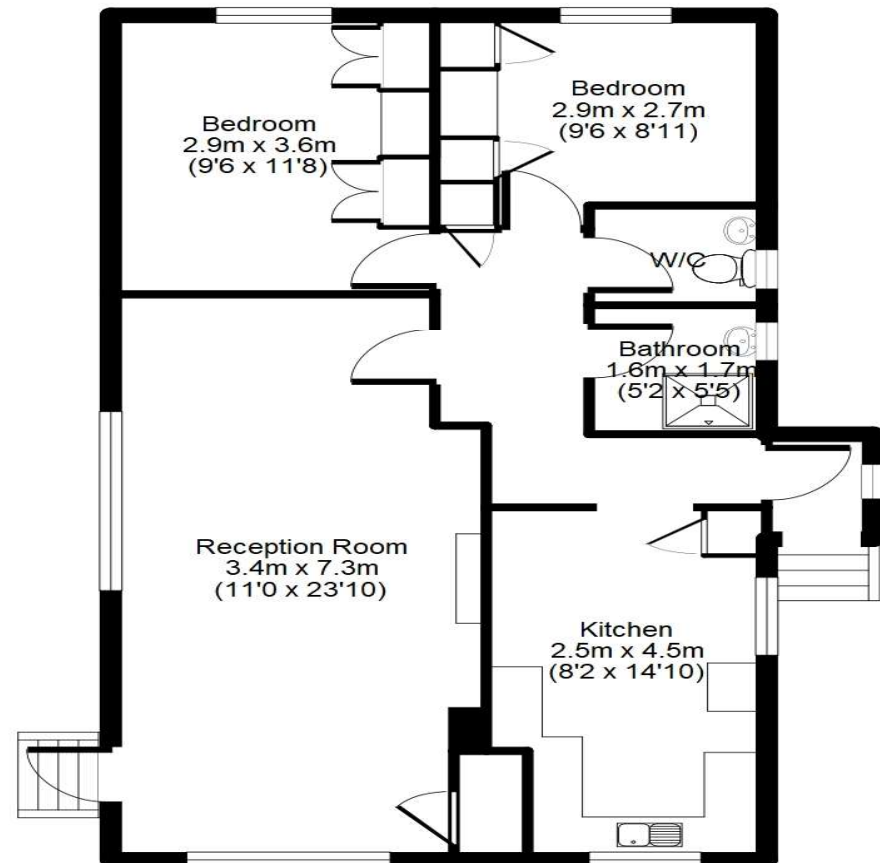 Bedroom
2.9m x 3.6m
(9'6 x 11'8)
Bedroom
2.9m x 2.7m
(9'6 x 8'11)
W/C
Bathroom
1.6m x 1.7m
(5'2 x 5'5)
Reception Room
3.4m x 7.3m
(11'0 x 23'10)
Kitchen
2.5m x 4.5m
(8'2 x 14'10)